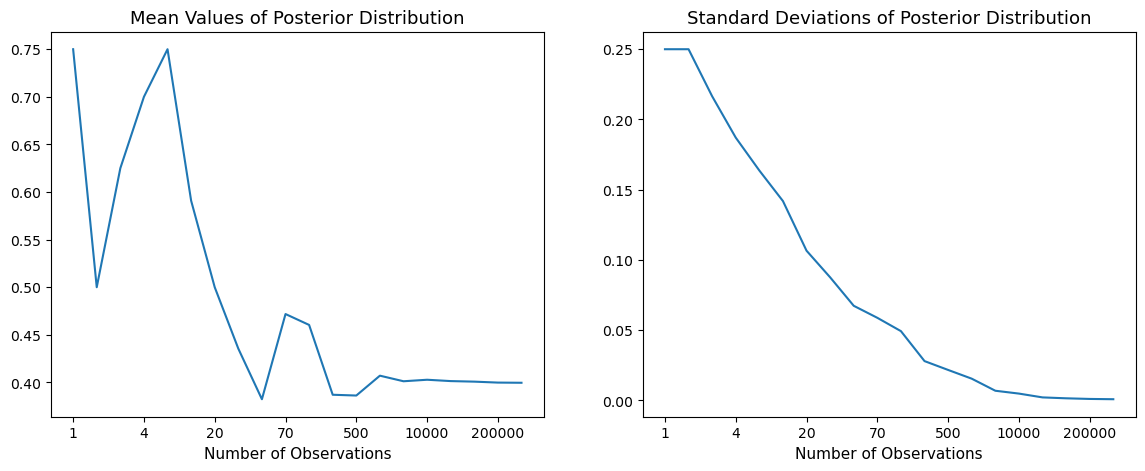 Mean Values of Posterior Distribution
0.75
0.70
0.65
0.60
0.55
0.50
0.45
0.40
1 4 20 70 500 10000 200000
Number of Observations
Standard Deviations of Posterior Distribution
0.25
0.20
0.15
0.10
0.05
0.00
1 4 20 70 500 10000 200000
Number of Observations